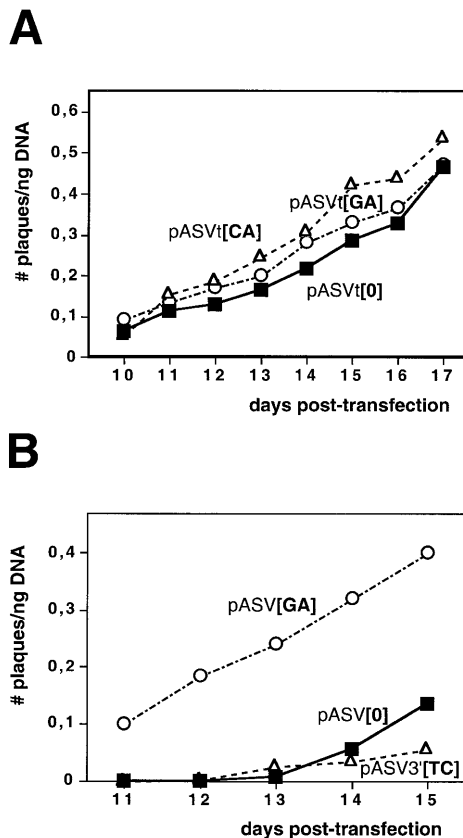 A
# plaques/ng DNA
0,6
0,5
0,4
0,3
0,2
0,1
0
pASVt[CA]
pASVt[GA]
pASVt[0]
10 11 12 13 14 15 16 17
days post-transfection
B
# plaques/ng DNA
0,4
0,3
0,2
0,1
0
pASV[GA]
pASV[0]
pASV3'[TC]
11 12 13 14 15
days post-transfection